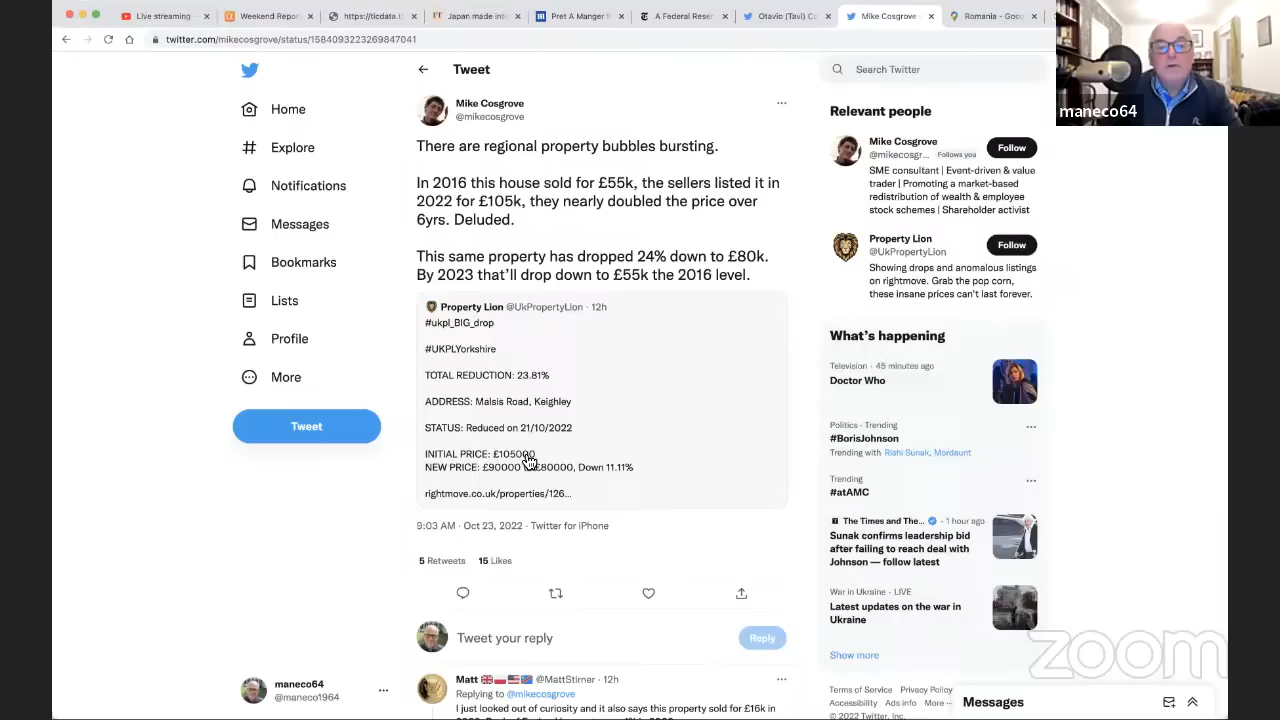 Live streaming
Weekend Repor
https://ticdata.t
Japan made inte
Pret A Manger fo
A Federal Reser
Otavio (Tavi) Co
Mike Cosgrove
Romania - Goog
twitter.com/mikecosgrove/status/1584093223269847041
maneco64
Home
Explore
Notifications
Messages
Bookmarks
Lists
Profile
More
Tweet
maneco64
@maneco1964
Tweet
Mike Cosgrove
@mikecosgrove
There are regional property bubbles bursting.
In 2016 this house sold for £55k, the sellers listed it in
2022 for £105k, they nearly doubled the price over
6yrs. Deluded.
This same property has dropped 24% down to £80k.
By 2023 that'll drop down to £55k the 2016 level.
Property Lion @UkPropertyLion · 12h
#ukpl_BIG_drop
#UKPLYorkshire
TOTAL REDUCTION: 23.81%
ADDRESS: Malsis Road, Keighley
STATUS: Reduced on 21/10/2022
INITIAL PRICE: £105000
NEW PRICE: £90000 £80000, Down 11.11%
rightmove.co.uk/properties/126...
9:03 AM · Oct 23, 2022 · Twitter for iPhone
5 Retweets 15 Likes
Tweet your reply
Reply
Matt @MattStirner · 12h
Replying to @mikecosgrove
I just looked out of curiosity and it also says this property sold for £16k in
Search Twitter
Relevant people
Mike Cosgrove
@mikecosgr... Follows you
Follow
SME consultant | Event-driven & value
trader | Promoting a market-based
redistribution of wealth & employee
stock schemes | Shareholder activist
Property Lion
@UkPropertyLion
Follow
Showing drops and anomalous listings
on rightmove. Grab the pop corn,
these insane prices can't last forever.
What's happening
Television · 45 minutes ago
Doctor Who
Politics · Trending
#BorisJohnson
Trending with Rishi Sunak, Mordaunt
Trending
#atAMC
The Times and The... · 1 hour ago
Sunak confirms leadership bid
after failing to reach deal with
Johnson — follow latest
War in Ukraine · LIVE
Latest updates on the war in
Ukraine
Show more
Terms of Service Privacy Policy
Accessibility Ads info More ···
© 2022 Twitter, Inc.
Messages
zoom